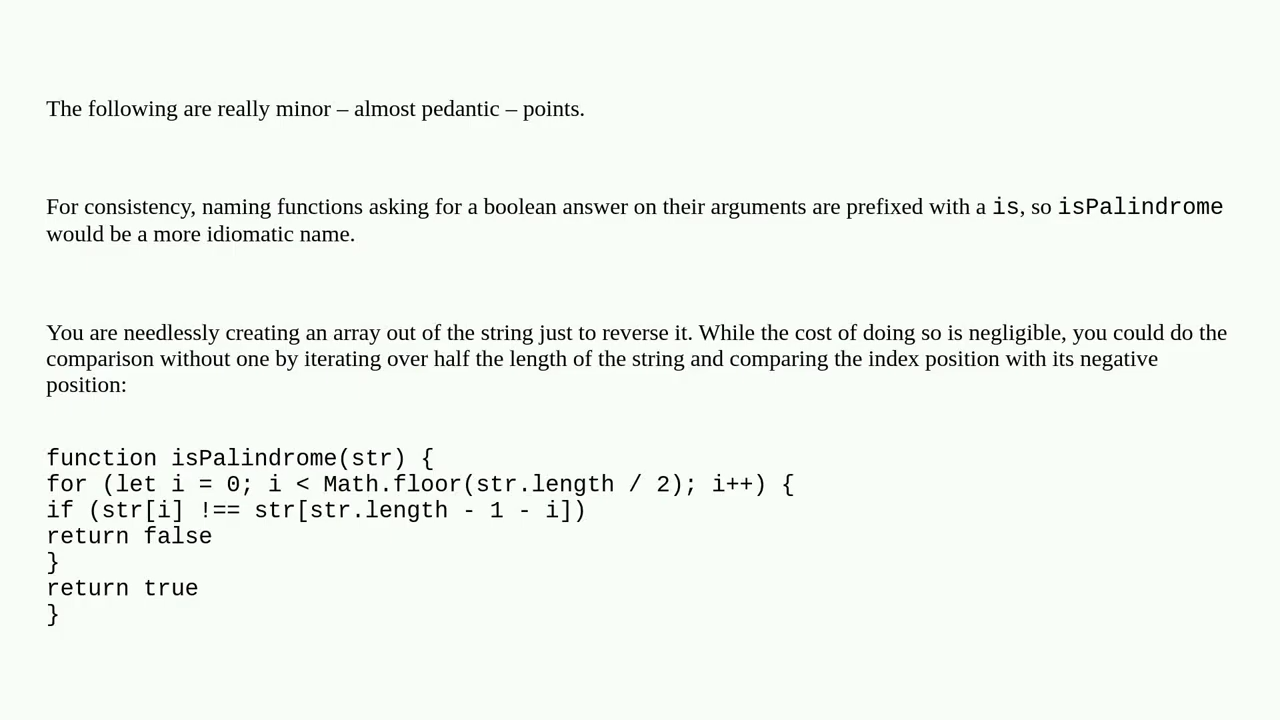 The following are really minor – almost pedantic – points.
For consistency, naming functions asking for a boolean answer on their arguments are prefixed with a is, so isPalindrome
would be a more idiomatic name.
You are needlessly creating an array out of the string just to reverse it. While the cost of doing so is negligible, you could do the
comparison without one by iterating over half the length of the string and comparing the index position with its negative
position:
function isPalindrome(str) {
for (let i = 0; i < Math.floor(str.length / 2); i++) {
if (str[i] !== str[str.length - 1 - i])
return false
}
return true
}